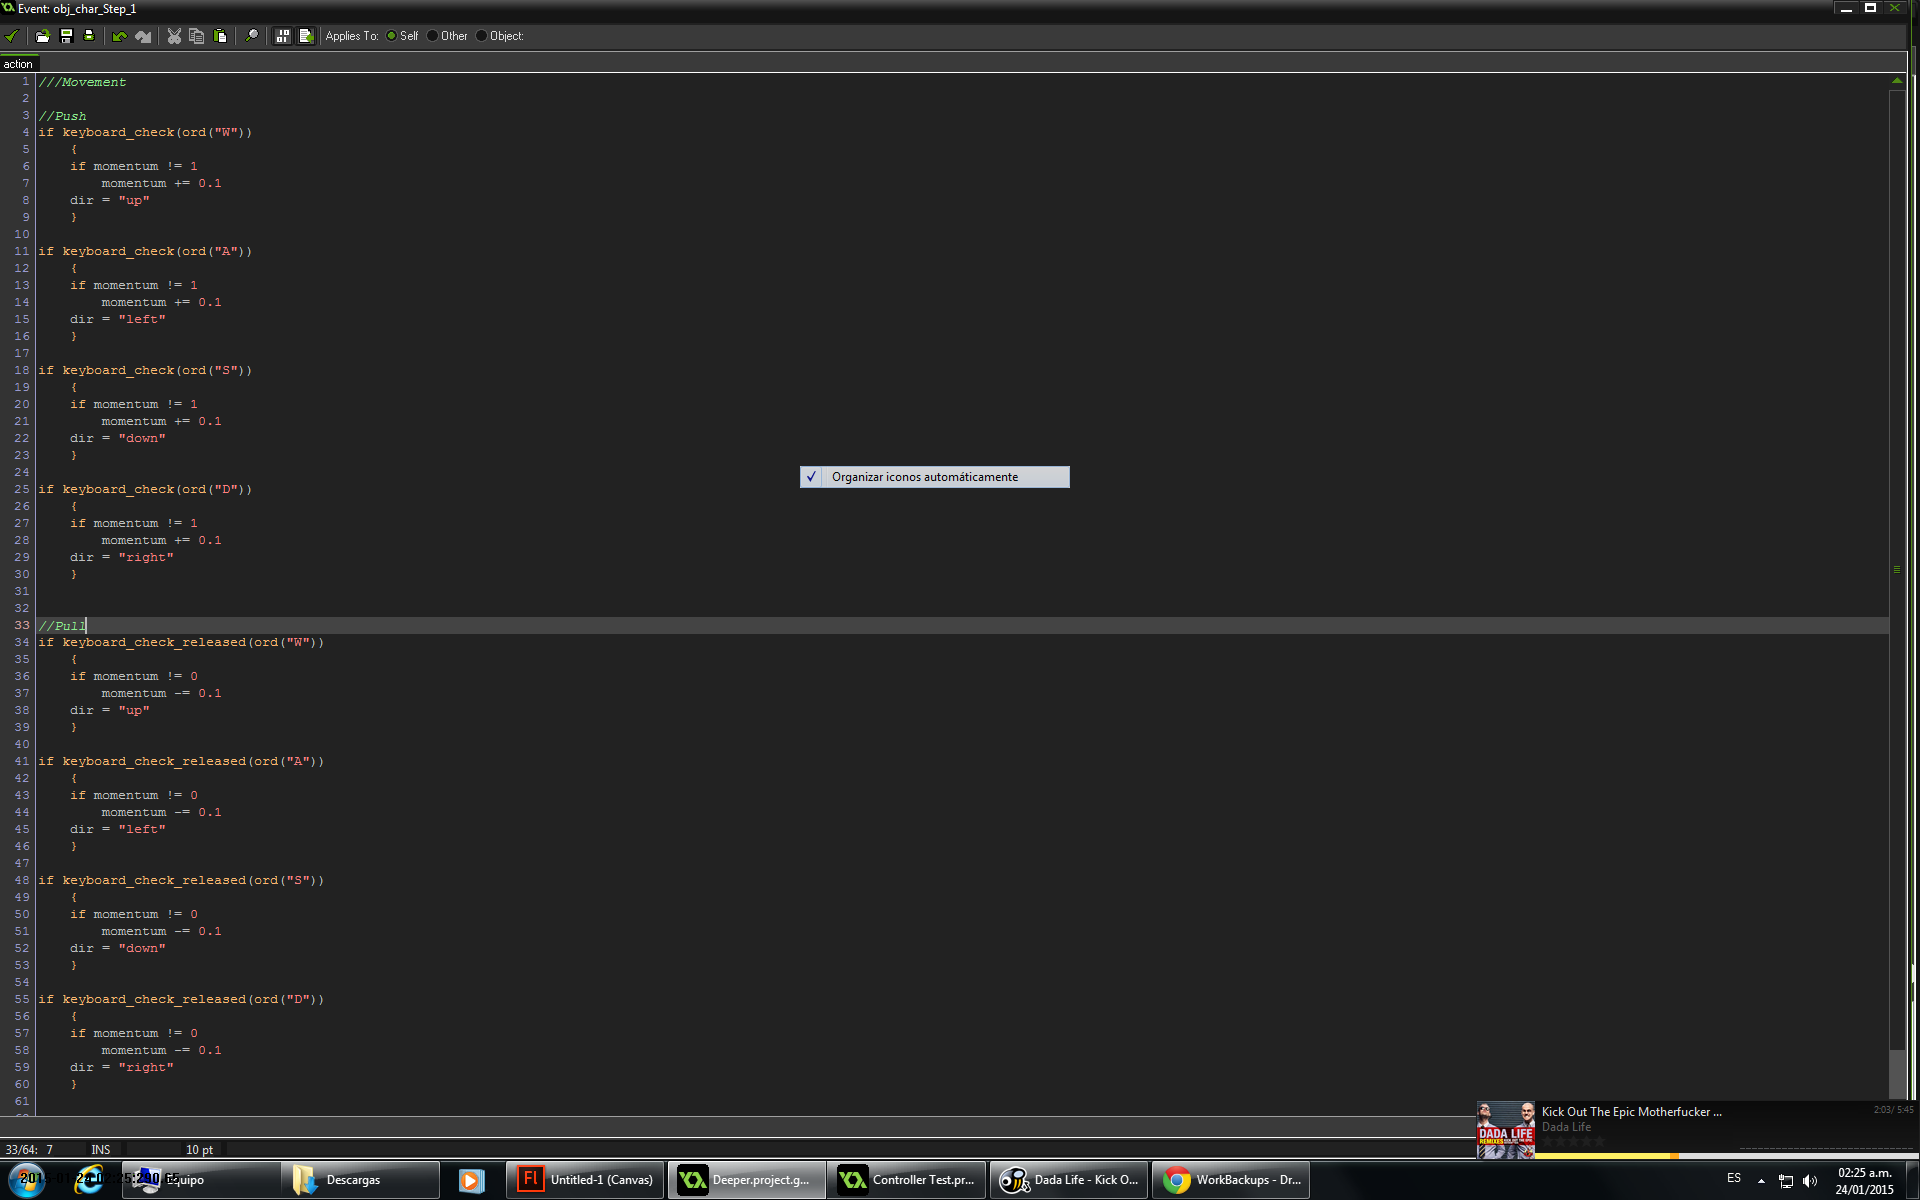 Event: obj_char_Step_1
Applies To: Self Other Object:
action
1 ///Movement
2
3 //Push
4 if keyboard_check(ord("W"))
5 {
6 if momentum != 1
7 momentum += 0.1
8 dir = "up"
9 }
10
11 if keyboard_check(ord("A"))
12 {
13 if momentum != 1
14 momentum += 0.1
15 dir = "left"
16 }
17
18 if keyboard_check(ord("S"))
19 {
20 if momentum != 1
21 momentum += 0.1
22 dir = "down"
23 }
24
Organizar iconos automáticamente
25 if keyboard_check(ord("D"))
26 {
27 if momentum != 1
28 momentum += 0.1
29 dir = "right"
30 }
31
32
33 //Pull
34 if keyboard_check_released(ord("W"))
35 {
36 if momentum != 0
37 momentum -= 0.1
38 dir = "up"
39 }
40
41 if keyboard_check_released(ord("A"))
42 {
43 if momentum != 0
44 momentum -= 0.1
45 dir = "left"
46 }
47
48 if keyboard_check_released(ord("S"))
49 {
50 if momentum != 0
51 momentum -= 0.1
52 dir = "down"
53 }
54
55 if keyboard_check_released(ord("D"))
56 {
57 if momentum != 0
58 momentum -= 0.1
59 dir = "right"
60 }
61
Kick Out The Epic Motherfucker ... 2:03/ 5:45
Dada Life
DADA LIFE
REMIXES
33/64: 7 INS 10 pt
Equipo Descargas Untitled-1 (Canvas) Deeper.project.g... Controller Test.pr... Dada Life - Kick O... WorkBackups - Dr... ES 02:25 a.m.
24/01/2015